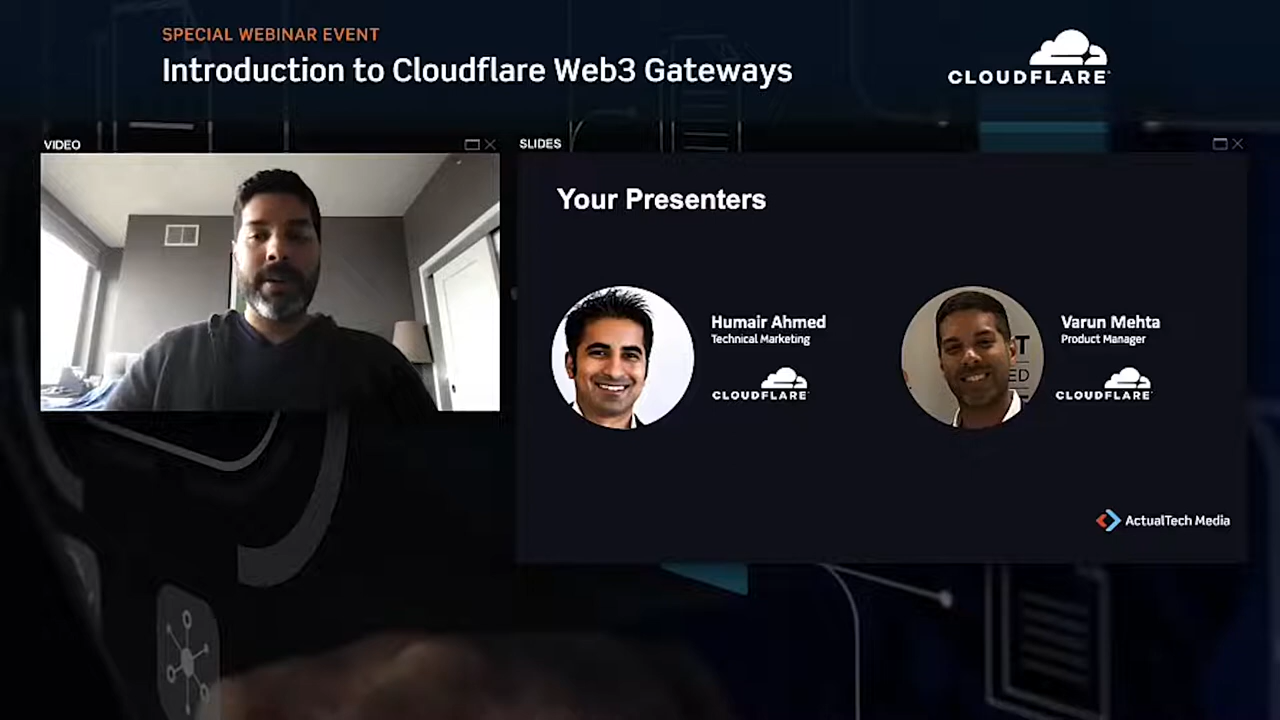 SPECIAL WEBINAR EVENT
Introduction to Cloudflare Web3 Gateways
CLOUDFLARE
VIDEO
SLIDES
Your Presenters
Humair Ahmed
Technical Marketing
CLOUDFLARE
Varun Mehta
Product Manager
CLOUDFLARE
ActualTech Media